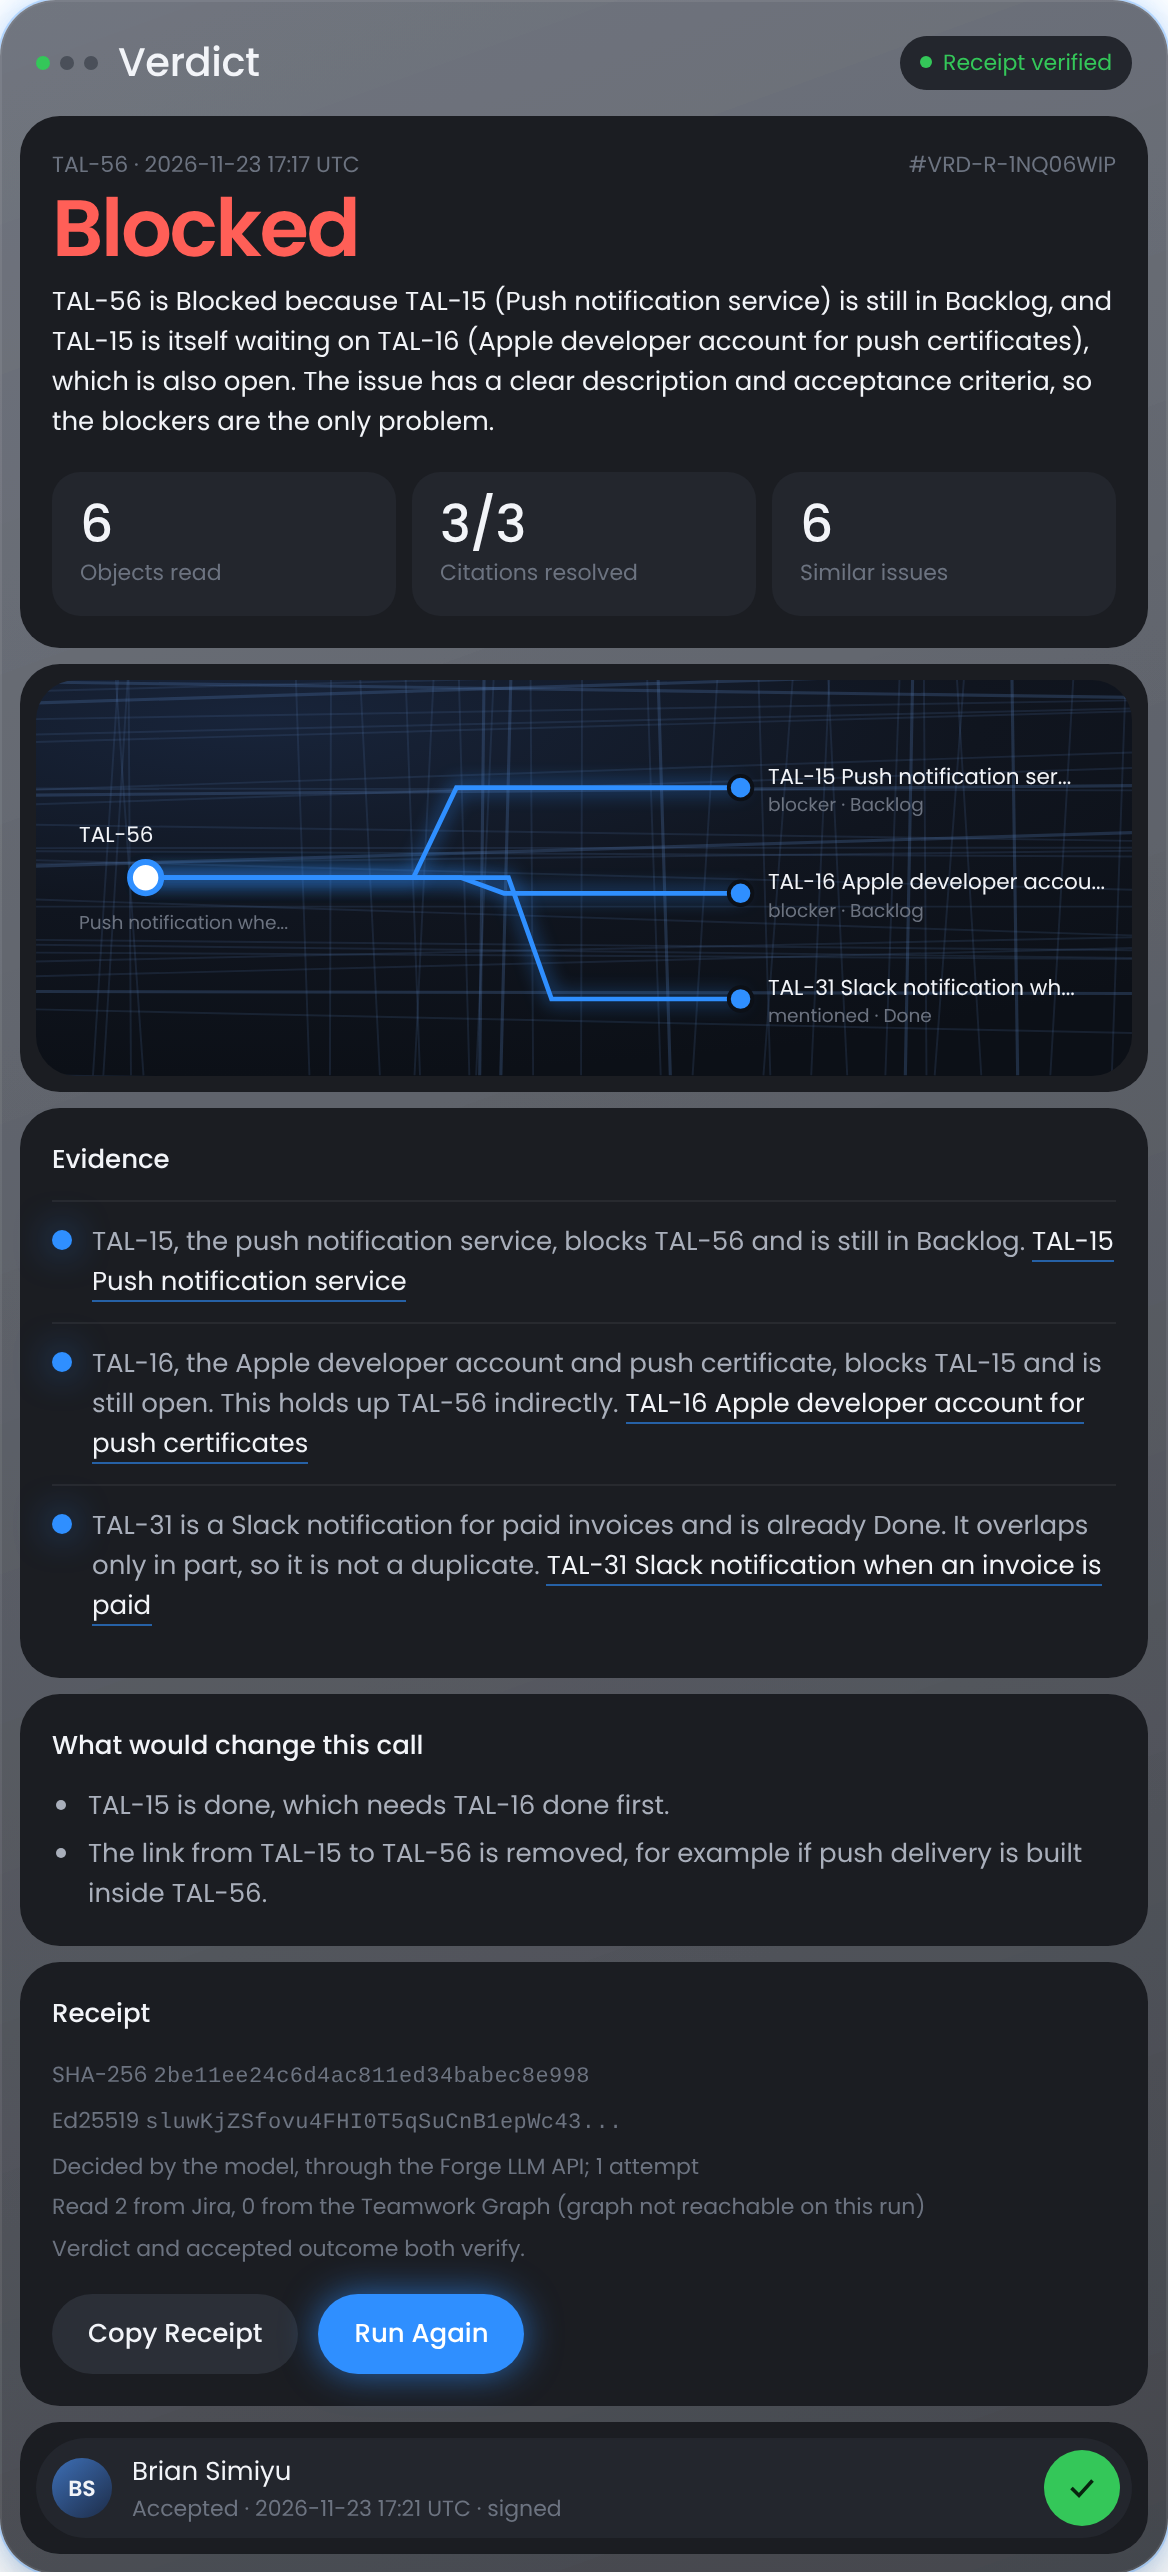 Verdict
Receipt verified
TAL-56 · 2026-11-23 17:17 UTC
#VRD-R-1NQ06WIP
Blocked
TAL-56 is Blocked because TAL-15 (Push notification service) is still in Backlog, and
TAL-15 is itself waiting on TAL-16 (Apple developer account for push certificates),
which is also open. The issue has a clear description and acceptance criteria, so
the blockers are the only problem.
6
Objects read
3/3
Citations resolved
6
Similar issues
TAL-56
Push notification whe...
TAL-15 Push notification ser...
blocker · Backlog
TAL-16 Apple developer accou...
blocker · Backlog
TAL-31 Slack notification wh...
mentioned · Done
Evidence
TAL-15, the push notification service, blocks TAL-56 and is still in Backlog. TAL-15
Push notification service
TAL-16, the Apple developer account and push certificate, blocks TAL-15 and is
still open. This holds up TAL-56 indirectly. TAL-16 Apple developer account for
push certificates
TAL-31 is a Slack notification for paid invoices and is already Done. It overlaps
only in part, so it is not a duplicate. TAL-31 Slack notification when an invoice is
paid
What would change this call
• TAL-15 is done, which needs TAL-16 done first.
• The link from TAL-15 to TAL-56 is removed, for example if push delivery is built
inside TAL-56.
Receipt
SHA-256 2be11ee24c6d4ac811ed34babec8e998
Ed25519 sluwKjZSfovu4FHI0T5qSuCnB1epWc43...
Decided by the model, through the Forge LLM API; 1 attempt
Read 2 from Jira, 0 from the Teamwork Graph (graph not reachable on this run)
Verdict and accepted outcome both verify.
Copy Receipt
Run Again
BS
Brian Simiyu
Accepted · 2026-11-23 17:21 UTC · signed